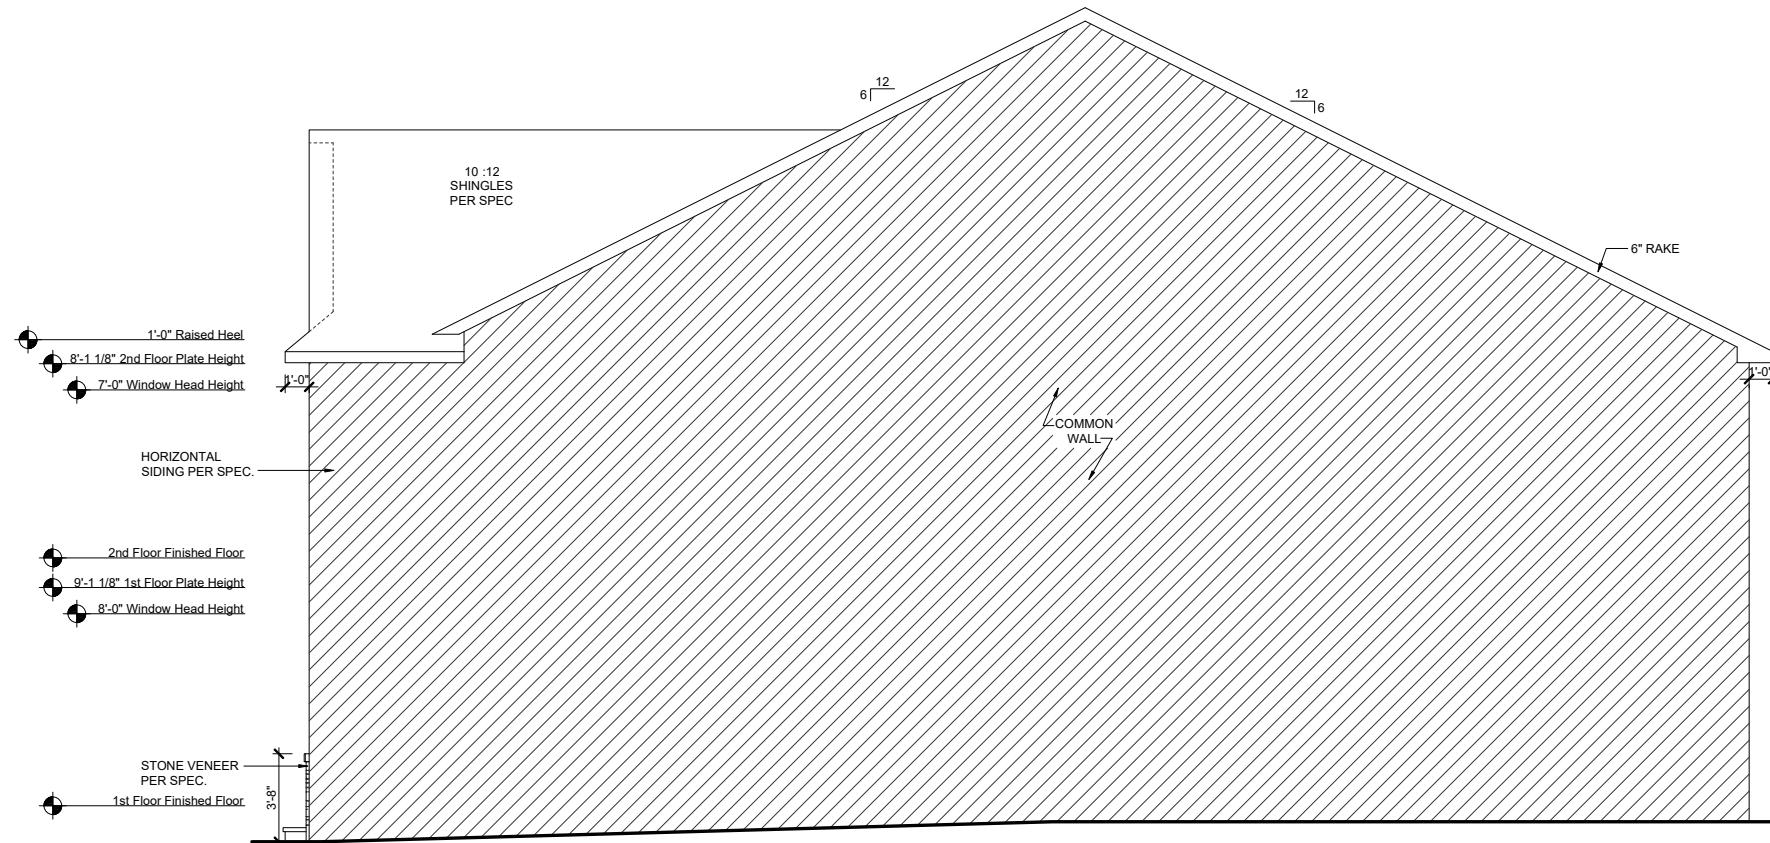 12
6
12
6
10 :12
SHINGLES
PER SPEC
6" RAKE
1'-0" Raised Heel
8'-1 1/8" 2nd Floor Plate Height
7'-0" Window Head Height
1'-0"
1'-0"
COMMON
WALL
HORIZONTAL
SIDING PER SPEC.
2nd Floor Finished Floor
9'-1 1/8" 1st Floor Plate Height
8'-0" Window Head Height
STONE VENEER
PER SPEC.
3'-8"
1st Floor Finished Floor